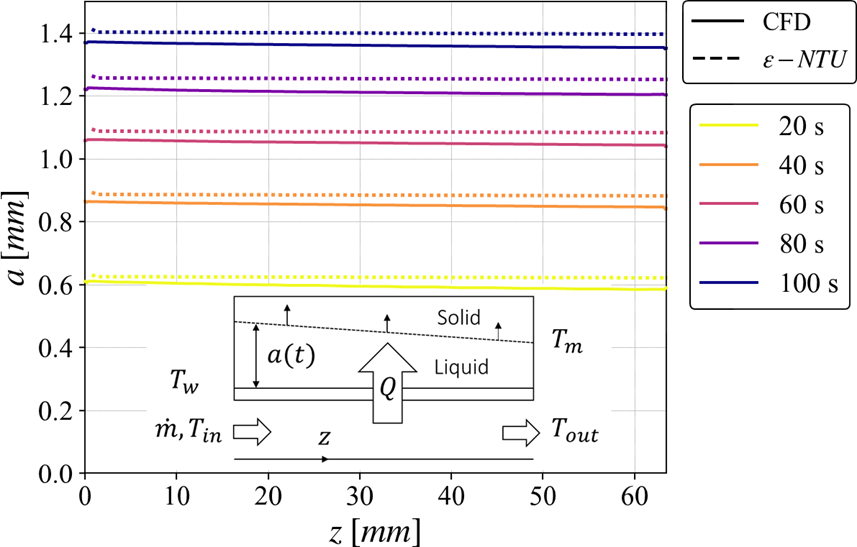 1.4
1.2
1.0
0.8
0.6
0.4
0.2
0.0
a [mm]
0 10 20 30 40 50 60
z [mm]
CFD
ε − NTU
20 s
40 s
60 s
80 s
100 s
Solid
a(t)
Liquid
T_m
T_w
Q
ṁ, T_in
T_out
z